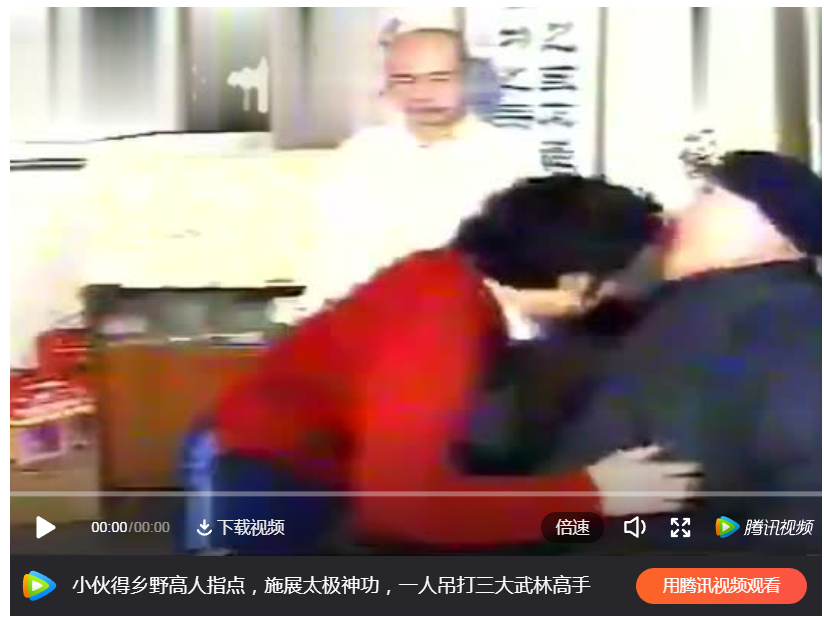 00:00/00:00
下载视频
倍速
腾讯视频
小伙得乡野高人指点，施展太极神功，一人吊打三大武林高手
用腾讯视频观看